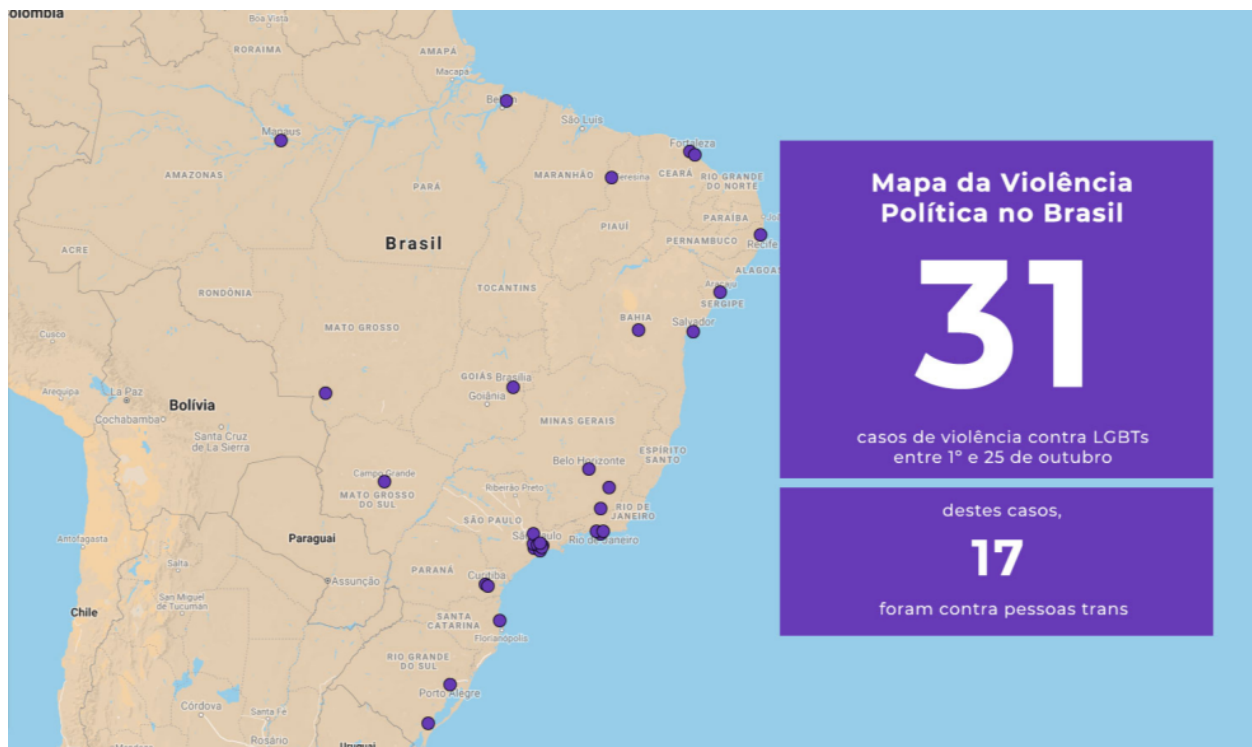 olômbia
Boa Vista
RORAIMA
AMAPÁ
Macapá
Manaus
São Luís
Fortaleza
AMAZONAS
PARÁ
MARANHÃO
CEARÁ
RIO GRANDE
DO NORTE
PARAÍBA
PIAUÍ
PERNAMBUCO
Recife
ACRE
Brasil
ALAGOAS
Aracaju
SERGIPE
RONDÔNIA
TOCANTINS
MATO GROSSO
BAHIA
Salvador
Cusco
GOIÁS
Brasília
Goiânia
Arequipa
La Paz
Bolívia
Cochabamba
Santa Cruz
de La Sierra
MINAS GERAIS
Belo Horizonte
ESPÍRITO
SANTO
Campo Grande
MATO GROSSO
DO SUL
Ribeirão Preto
RIO DE
JANEIRO
SÃO PAULO
Rio de Janeiro
Antofagasta
Paraguai
Salta
Assunção
PARANÁ
Curitiba
San Miguel
de Tucumán
Chile
SANTA
CATARINA
Florianópolis
RIO GRANDE
DO SUL
Porto Alegre
Córdova
Santa Fé
Rosário
Uruguai
Mapa da Violência
Política no Brasil
31
casos de violência contra LGBTs
entre 1º e 25 de outubro
destes casos,
17
foram contra pessoas trans